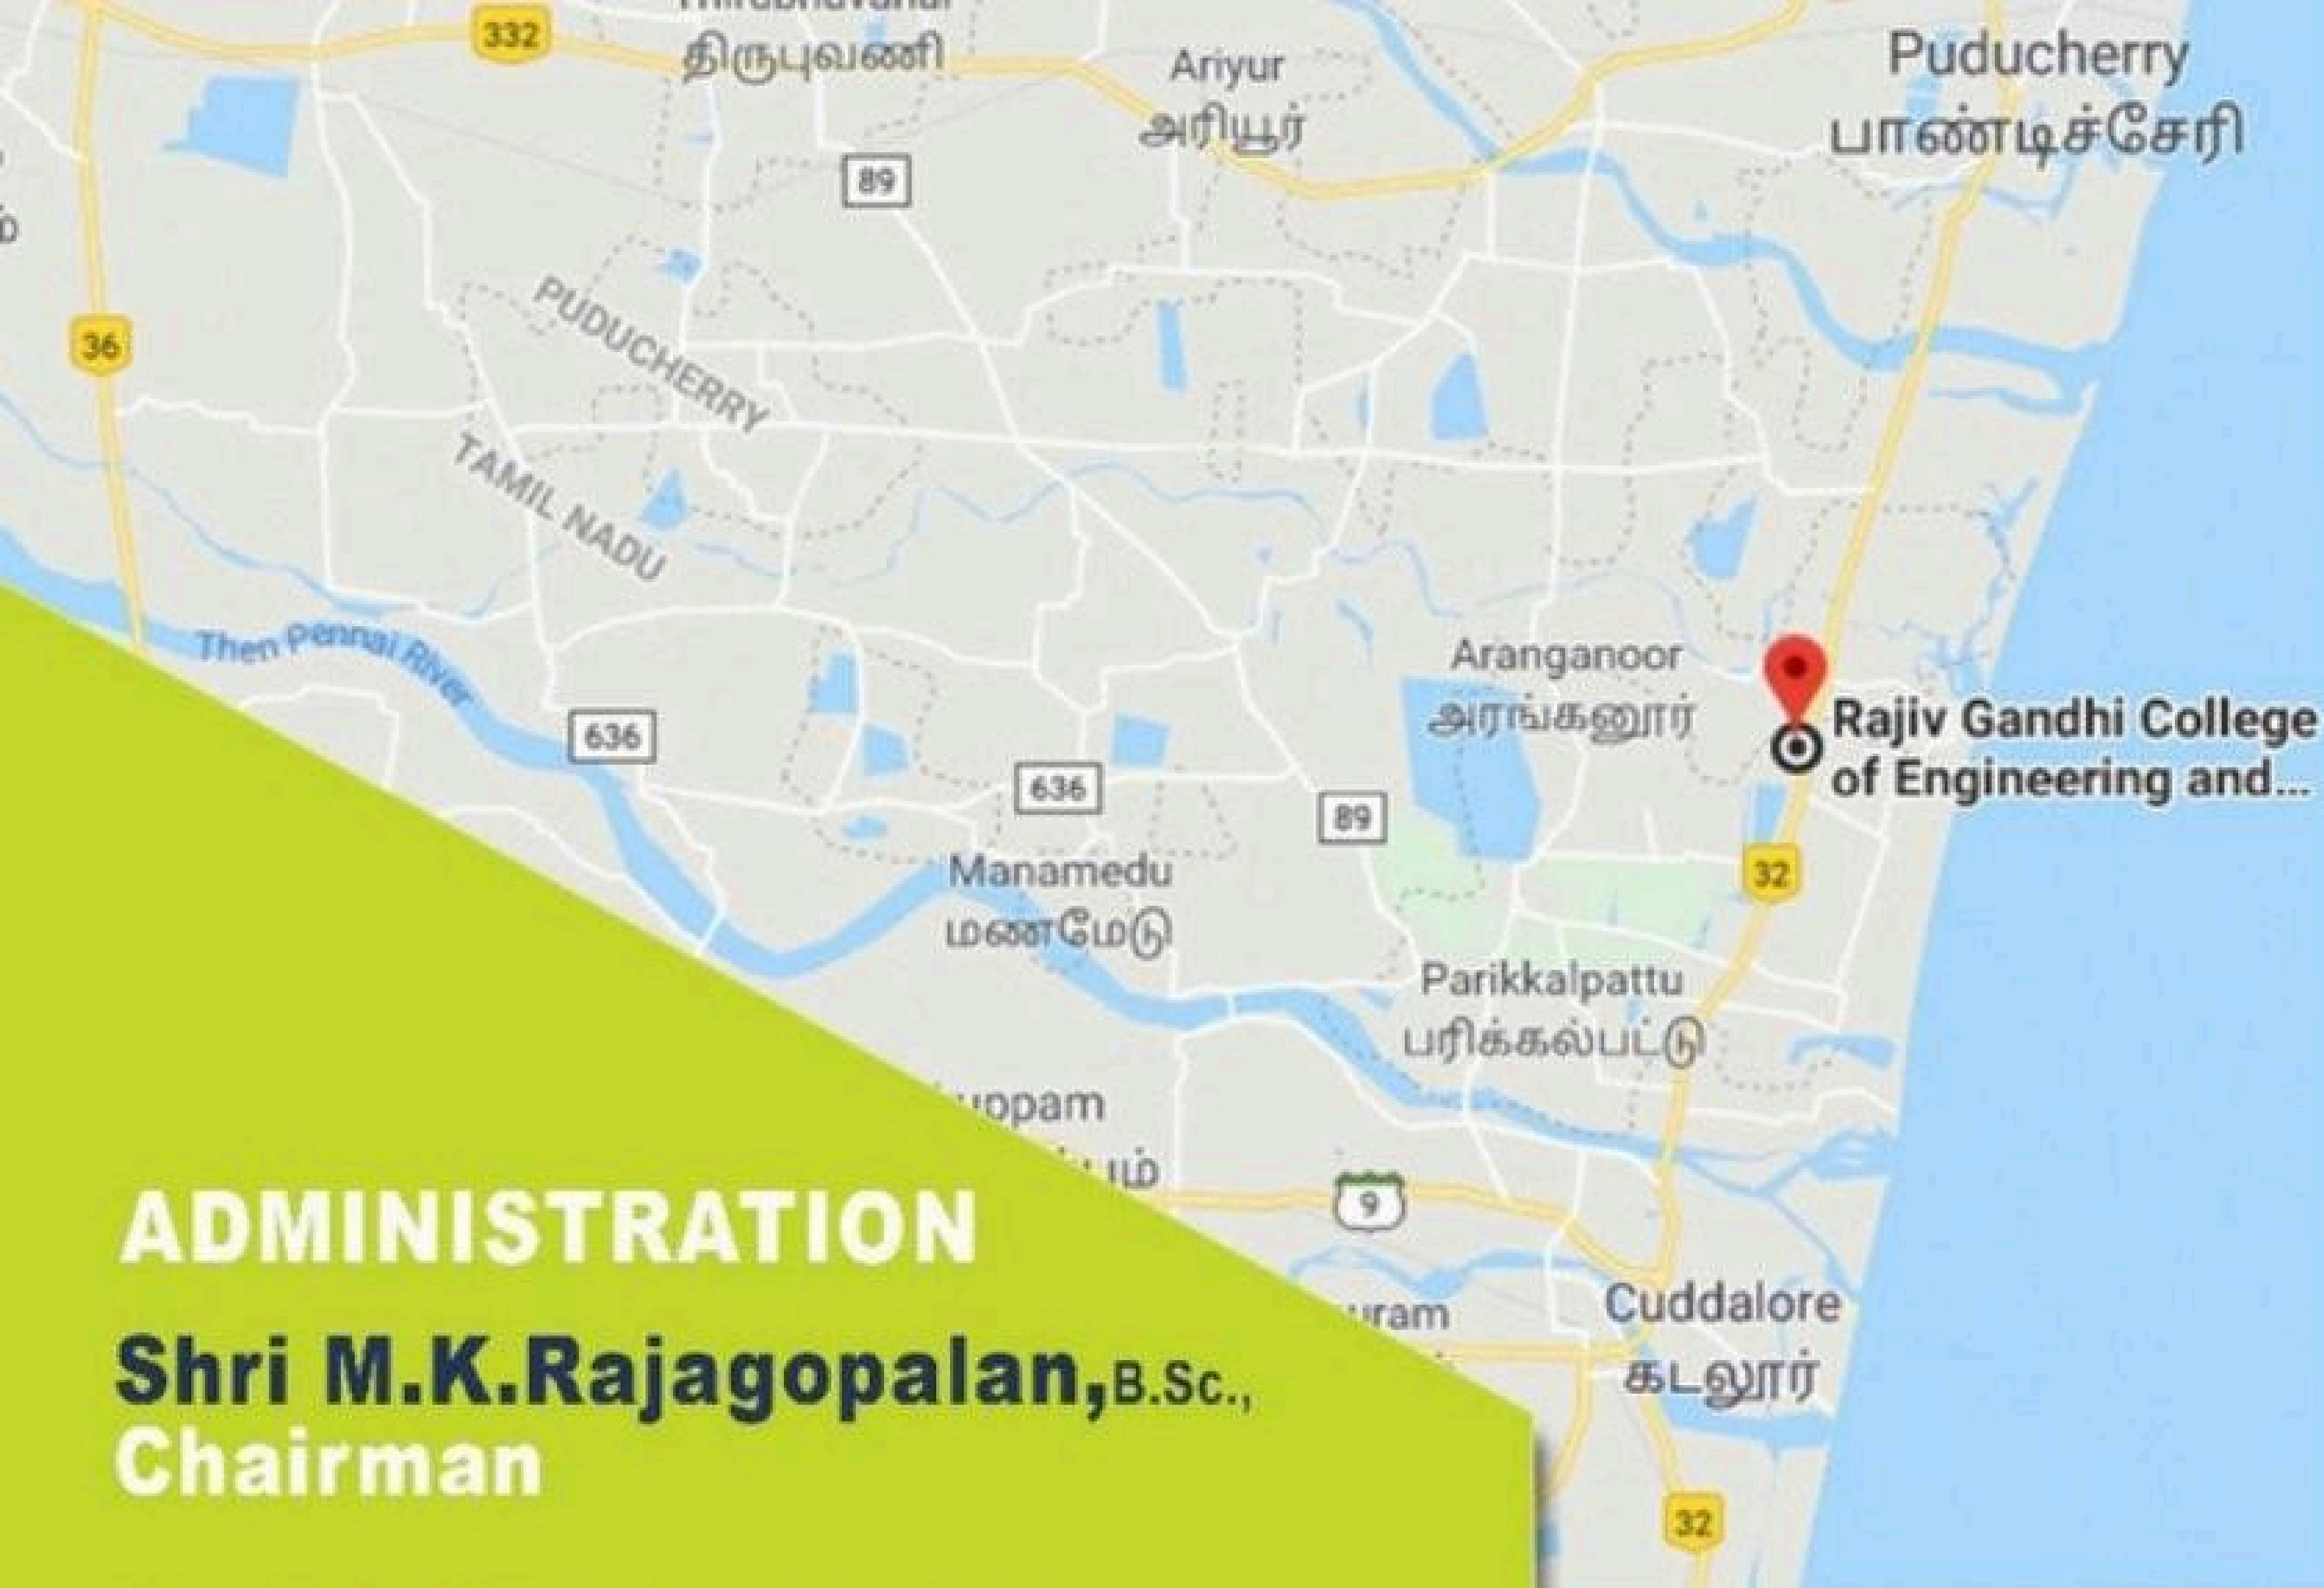 332
திருபுவணி
Ariyur
அரியூர்
Puducherry
பாண்டிச்சேரி
89
36
PUDUCHERRY
TAMIL NADU
Then Pennai River
Aranganoor
அரங்கனூர்
Rajiv Gandhi College
of Engineering and...
636
636
89
32
Manamedu
மணமேடு
Parikkalpattu
பரிக்கல்பட்டு
9
Cuddalore
கடலூர்
32
ADMINISTRATION
Shri M.K.Rajagopalan,B.Sc.,
Chairman